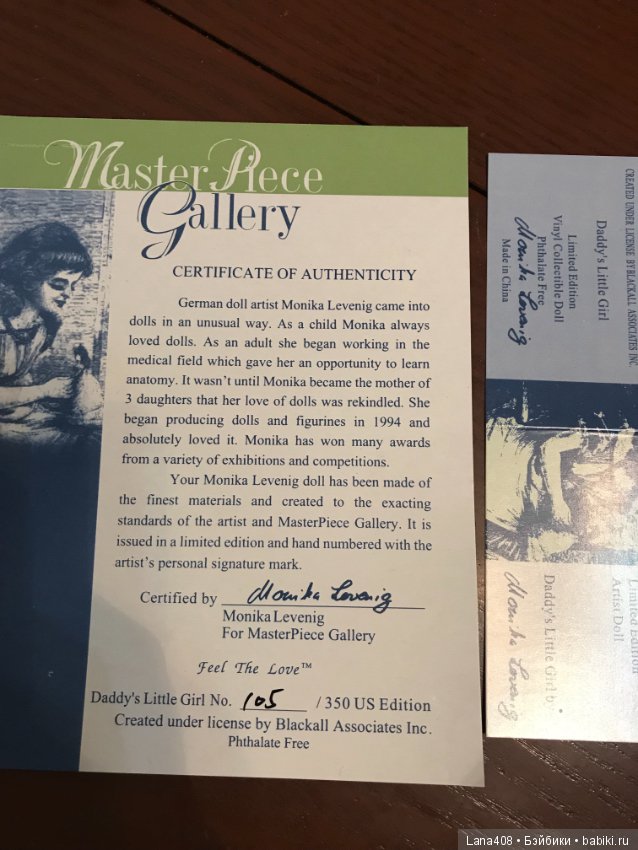 MasterPiece
Gallery
CERTIFICATE OF AUTHENTICITY
German doll artist Monika Levenig came into
dolls in an unusual way. As a child Monika always
loved dolls. As an adult she began working in the
medical field which gave her an opportunity to learn
anatomy. It wasn't until Monika became the mother of
3 daughters that her love of dolls was rekindled. She
began producing dolls and figurines in 1994 and
absolutely loved it. Monika has won many awards
from a variety of exhibitions and competitions.
Your Monika Levenig doll has been made of
the finest materials and created to the exacting
standards of the artist and MasterPiece Gallery. It is
issued in a limited edition and hand numbered with the
artist's personal signature mark.
Certified by Monika Levenig
Monika Levenig
For MasterPiece Gallery
Feel The Love™
Daddy's Little Girl No. 105 / 350 US Edition
Created under license by Blackall Associates Inc.
Phthalate Free
CREATED UNDER LICENSE BY BLACKALL ASSOCIATES INC.
Daddy's Little Girl
Limited Edition
Vinyl Collectible Doll
Phthalate Free
Monika Levenig
Made in China
Limited Edition
Artist Doll
Daddy's Little Girl by
Monika Levenig
Lana408 • Бэйбики • babiki.ru